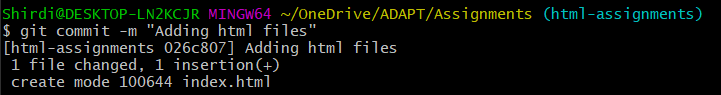 Shirdi@DESKTOP-LN2KCJR MINGW64 ~/OneDrive/ADAPT/Assignments (html-assignments)
$ git commit -m "Adding html files"
[html-assignments 026c807] Adding html files
 1 file changed, 1 insertion(+)
 create mode 100644 index.html